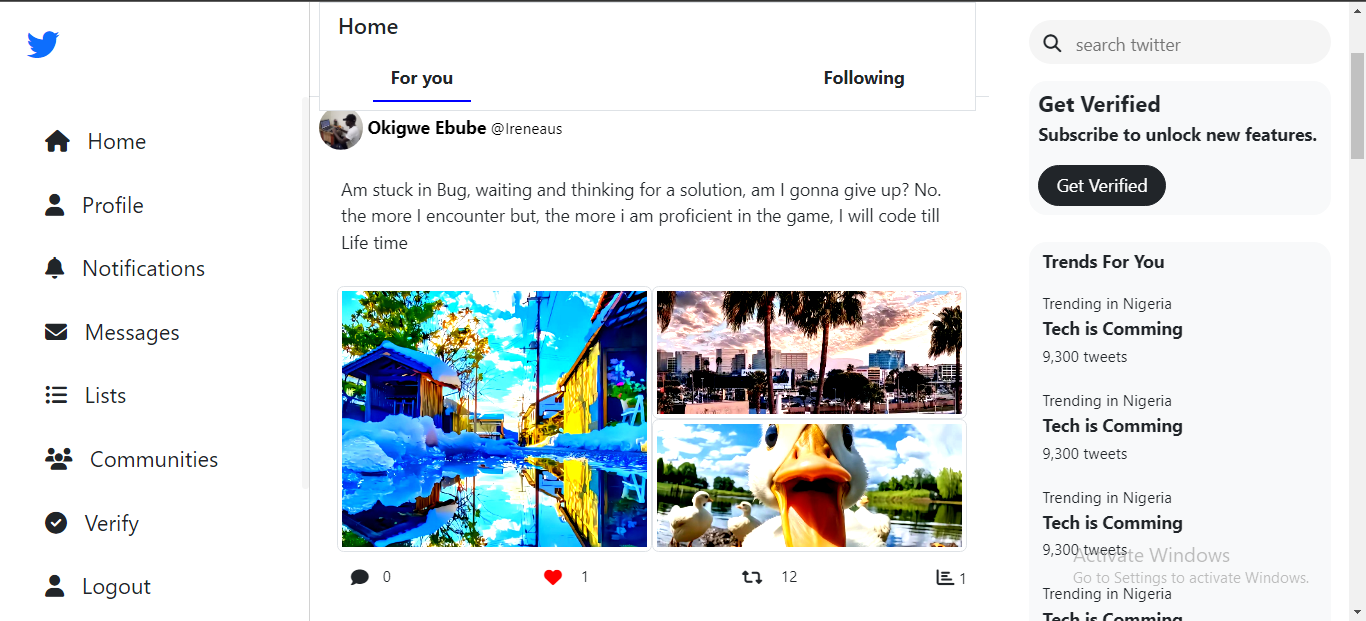 Home
Profile
Notifications
Messages
Lists
Communities
Verify
Logout
Home
For you
Following
Okigwe Ebube @Ireneaus
Am stuck in Bug, waiting and thinking for a solution, am I gonna give up? No.
the more I encounter but, the more i am proficient in the game, I will code till
Life time
0
1
12
1
search twitter
Get Verified
Subscribe to unlock new features.
Get Verified
Trends For You
Trending in Nigeria
Tech is Comming
9,300 tweets
Trending in Nigeria
Tech is Comming
9,300 tweets
Trending in Nigeria
Tech is Comming
9,300 tweets
Activate Windows
Go to Settings to activate Windows.
Trending in Nigeria
Tech is Comming